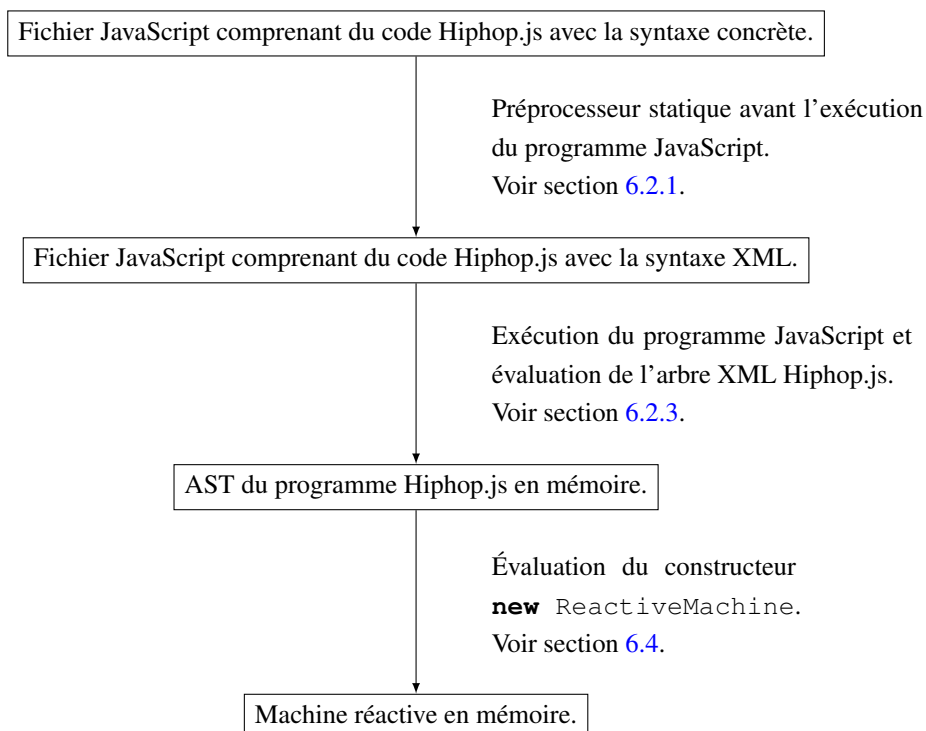 Fichier JavaScript comprenant du code Hiphop.js avec la syntaxe concrète.
Préprocesseur statique avant l'exécution
du programme JavaScript.
Voir section 6.2.1.
Fichier JavaScript comprenant du code Hiphop.js avec la syntaxe XML.
Exécution du programme JavaScript et
évaluation de l'arbre XML Hiphop.js.
Voir section 6.2.3.
AST du programme Hiphop.js en mémoire.
Évaluation du constructeur
new ReactiveMachine.
Voir section 6.4.
Machine réactive en mémoire.